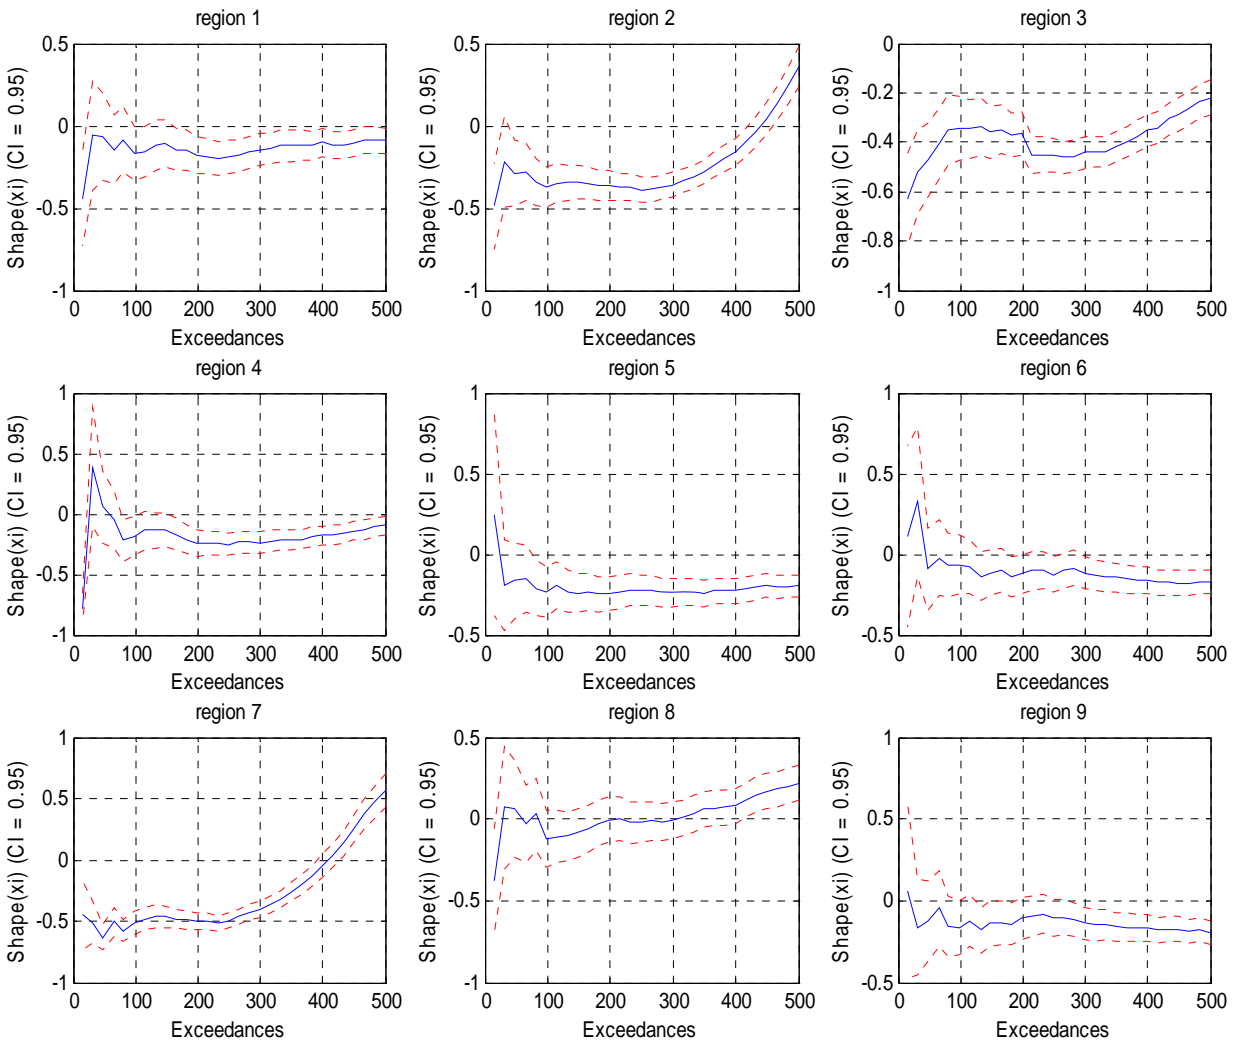 region 1
Shape(xi) (CI = 0.95)
0.5
0
-0.5
-1
0 100 200 300 400 500
Exceedances
region 2
Shape(xi) (CI = 0.95)
0.5
0
-0.5
-1
0 100 200 300 400 500
Exceedances
region 3
Shape(xi) (CI = 0.95)
0
-0.2
-0.4
-0.6
-0.8
-1
0 100 200 300 400 500
Exceedances
region 4
Shape(xi) (CI = 0.95)
1
0.5
0
-0.5
-1
0 100 200 300 400 500
Exceedances
region 5
Shape(xi) (CI = 0.95)
1
0.5
0
-0.5
0 100 200 300 400 500
Exceedances
region 6
Shape(xi) (CI = 0.95)
1
0.5
0
-0.5
0 100 200 300 400 500
Exceedances
region 7
Shape(xi) (CI = 0.95)
1
0.5
0
-0.5
-1
0 100 200 300 400 500
Exceedances
region 8
Shape(xi) (CI = 0.95)
0.5
0
-0.5
-1
0 100 200 300 400 500
Exceedances
region 9
Shape(xi) (CI = 0.95)
1
0.5
0
-0.5
0 100 200 300 400 500
Exceedances